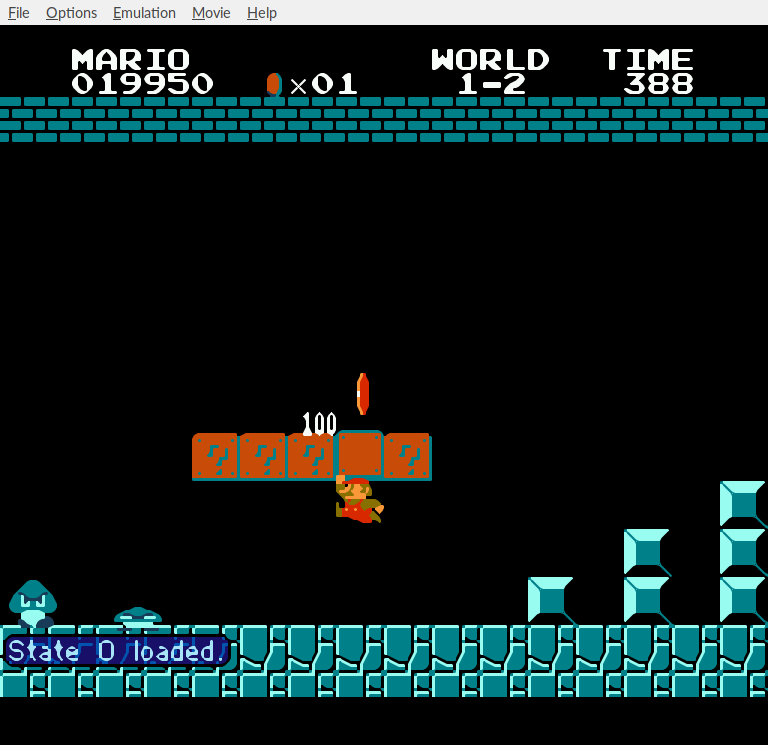 File Options Emulation Movie Help
MARIO WORLD TIME
019950 ×01 1-2 388
100
? ? ? ?
State 0 loaded.